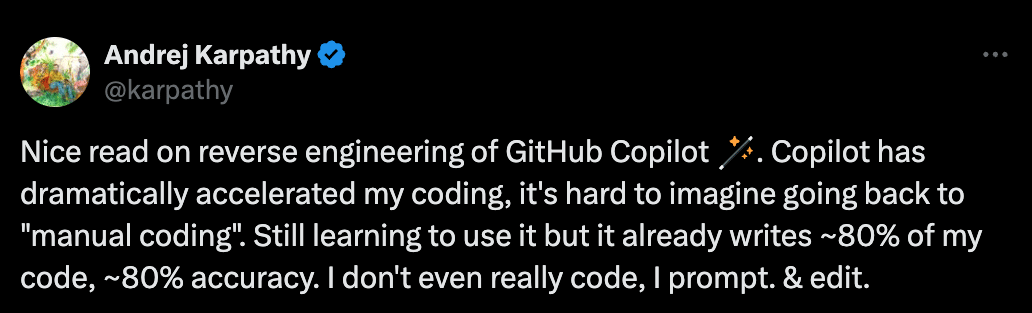 Andrej Karpathy
@karpathy
Nice read on reverse engineering of GitHub Copilot 🪄. Copilot has
dramatically accelerated my coding, it's hard to imagine going back to
"manual coding". Still learning to use it but it already writes ~80% of my
code, ~80% accuracy. I don't even really code, I prompt. & edit.